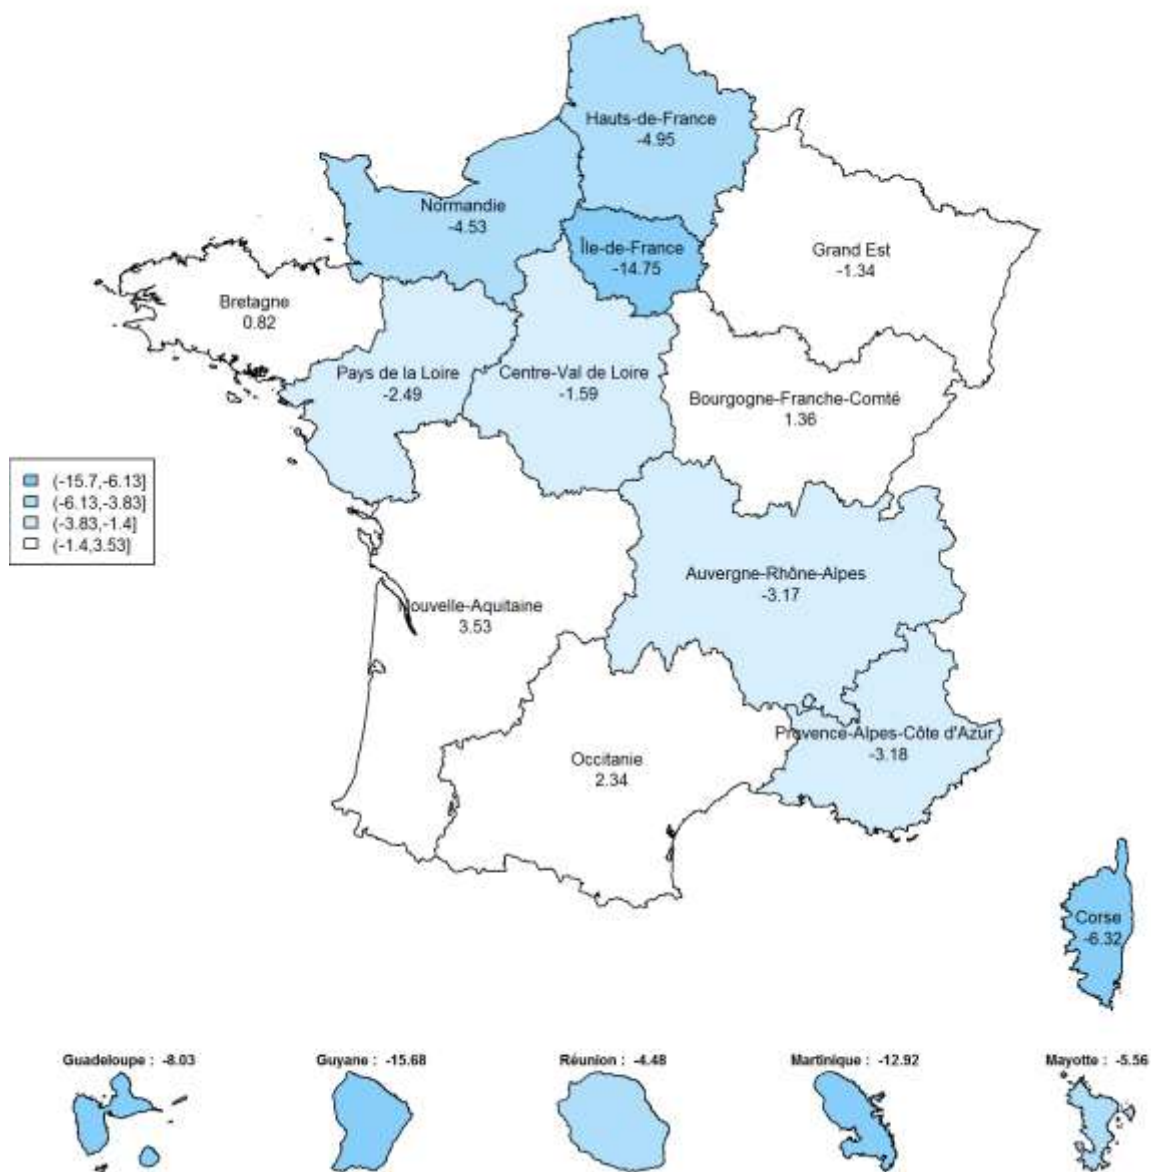 Hauts-de-France
-4.95
Normandie
-4.53
Île-de-France
-14.75
Grand Est
-1.34
Bretagne
0.82
Pays de la Loire
-2.49
Centre-Val de Loire
-1.59
Bourgogne-Franche-Comté
1.36
(-15.7,-6.13]
(-6.13,-3.83]
(-3.83,-1.4]
(-1.4,3.53]
Auvergne-Rhône-Alpes
-3.17
Nouvelle-Aquitaine
3.53
Provence-Alpes-Côte d'Azur
-3.18
Occitanie
2.34
Corse
-6.32
Guadeloupe : -8.03
Guyane : -15.68
Réunion : -4.48
Martinique : -12.92
Mayotte : -5.56